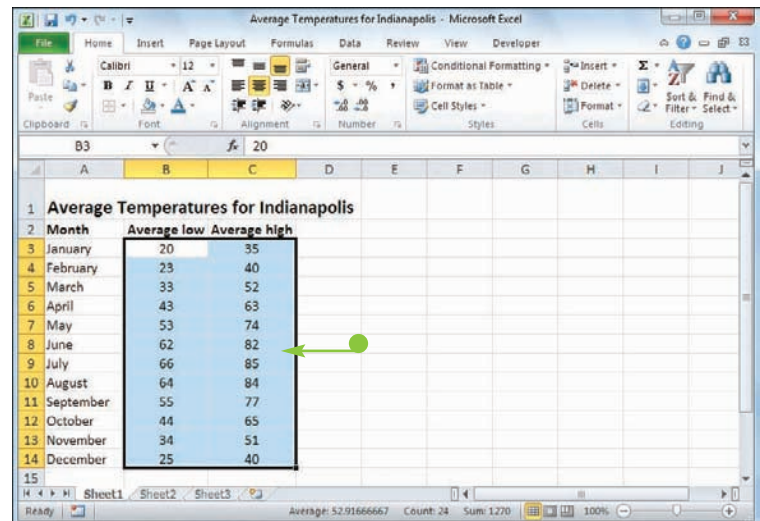 Average Temperatures for Indianapolis - Microsoft Excel
File Home Insert Page Layout Formulas Data Review View Developer
Calibri 12 General Conditional Formatting Insert Σ
B I U A A $ % , Format as Table Delete
Paste A .00 .0 Cell Styles Format Sort & Filter Find & Select
Clipboard Font Alignment Number Styles Cells Editing
B3 fx 20
A B C D E F G H I J
1 Average Temperatures for Indianapolis
2 Month Average low Average high
3 January 20 35
4 February 23 40
5 March 33 52
6 April 43 63
7 May 53 74
8 June 62 82
9 July 66 85
10 August 64 84
11 September 55 77
12 October 44 65
13 November 34 51
14 December 25 40
15
Sheet1 Sheet2 Sheet3
Ready Average: 52.91666667 Count: 24 Sum: 1270 100%